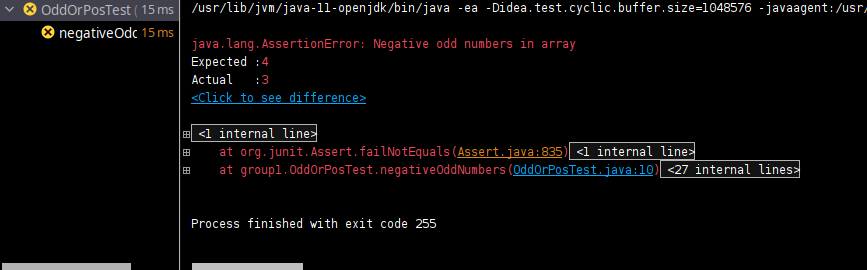 OddOrPosTest 15 ms
negativeOdd 15 ms
/usr/lib/jvm/java-11-openjdk/bin/java -ea -Didea.test.cyclic.buffer.size=1048576 -javaagent:/usr/
java.lang.AssertionError: Negative odd numbers in array
Expected :4
Actual :3
<Click to see difference>
<1 internal line>
at org.junit.Assert.failNotEquals(Assert.java:835) <1 internal line>
at group1.OddOrPosTest.negativeOddNumbers(OddOrPosTest.java:10) <27 internal lines>
Process finished with exit code 255